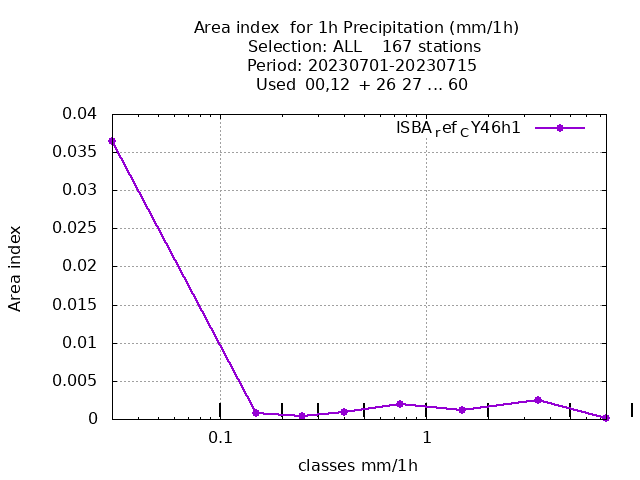 Area index for 1h Precipitation (mm/1h)
Selection: ALL 167 stations
Period: 20230701-20230715
Used 00,12 + 26 27 ... 60
ISBA_ref_CY46h1
0.04
0.035
0.03
0.025
0.02
0.015
0.01
0.005
0
Area index
0.1 1
classes mm/1h